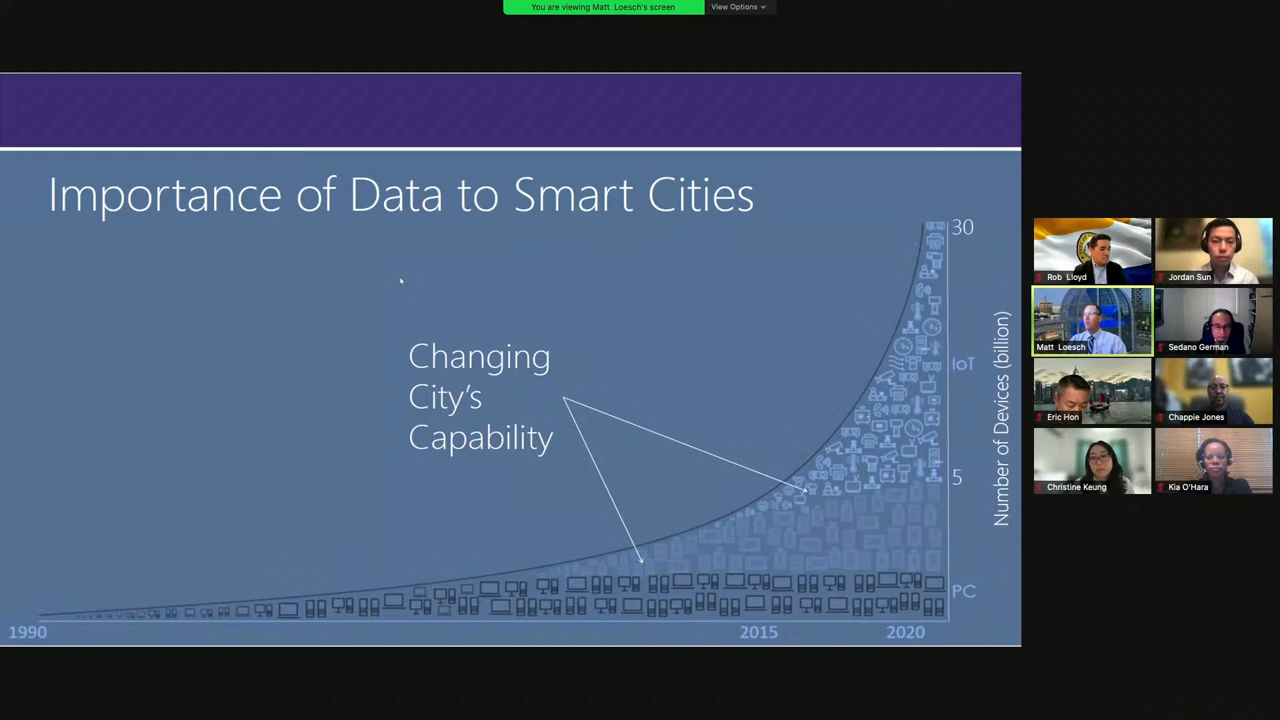 You are viewing Matt Loesch's screen
View Options
Importance of Data to Smart Cities
Changing
City's
Capability
30
IoT
5
PC
Number of Devices (billion)
1990
2015
2020
Rob Lloyd
Jordan Sun
Matt Loesch
Sedano German
Eric Hon
Chappie Jones
Christine Keung
Kia O'Hara